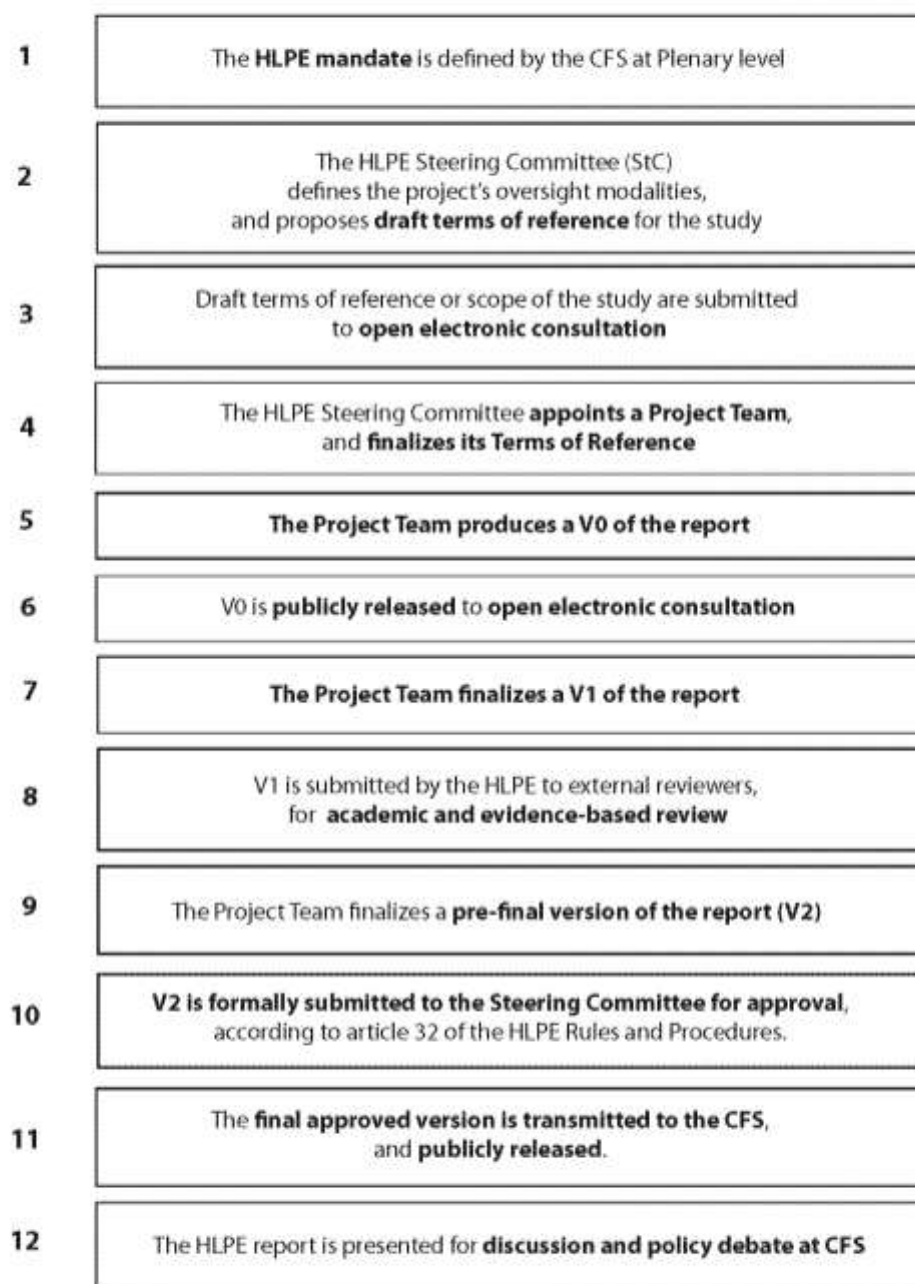 1
The HLPE mandate is defined by the CFS at Plenary level
2
The HLPE Steering Committee (StC)
defines the project's oversight modalities,
and proposes draft terms of reference for the study
3
Draft terms of reference or scope of the study are submitted
to open electronic consultation
4
The HLPE Steering Committee appoints a Project Team,
and finalizes its Terms of Reference
5
The Project Team produces a V0 of the report
6
V0 is publicly released to open electronic consultation
7
The Project Team finalizes a V1 of the report
8
V1 is submitted by the HLPE to external reviewers,
for academic and evidence-based review
9
The Project Team finalizes a pre-final version of the report (V2)
10
V2 is formally submitted to the Steering Committee for approval,
according to article 32 of the HLPE Rules and Procedures.
11
The final approved version is transmitted to the CFS,
and publicly released.
12
The HLPE report is presented for discussion and policy debate at CFS